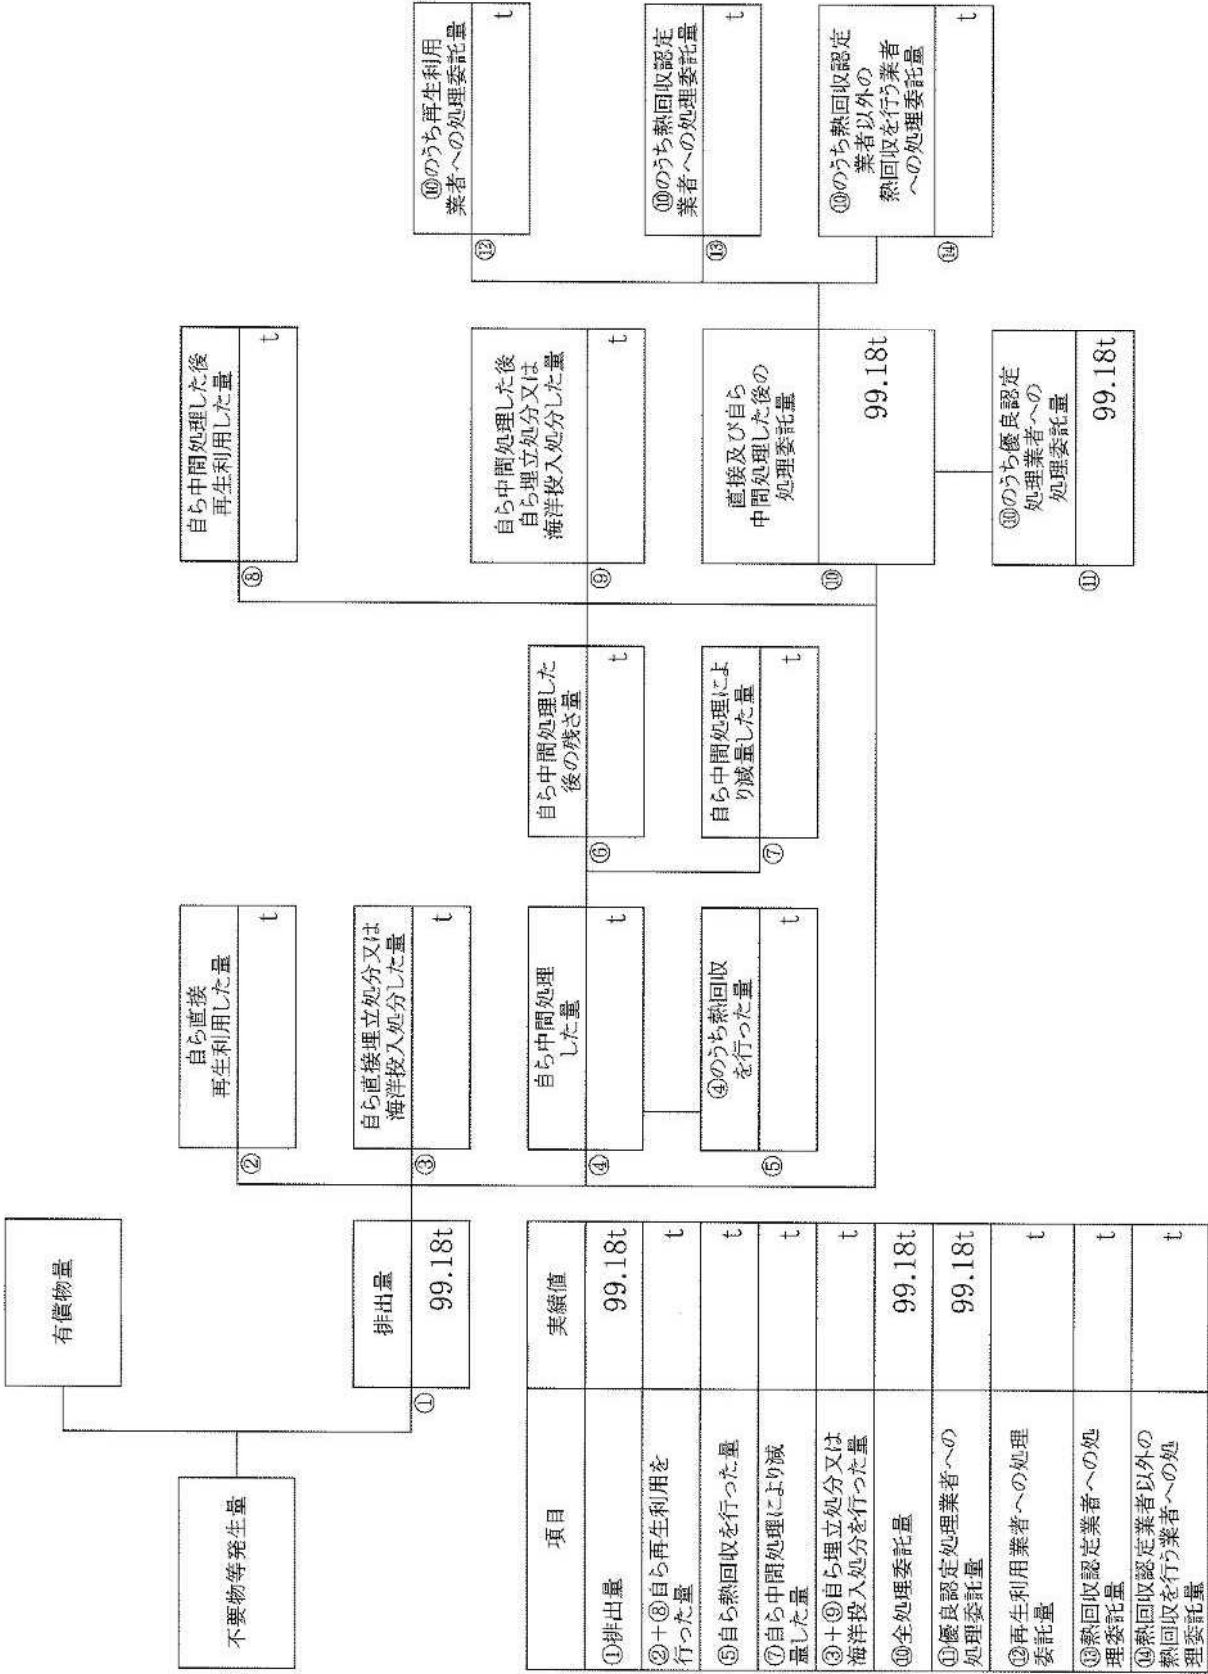 不要物等発生量
有償物量
①
排出量
99.18t
②
自ら直接
再生利用した量
t
③
自ら直接埋立処分又は
海洋投入処分した量
t
④
自ら中間処理
した量
t
⑤
④のうち熱回収
を行った量
t
⑥
自ら中間処理した
後の残さ量
t
⑦
自ら中間処理によ
り減量した量
t
⑧
自ら中間処理した後
再生利用した量
t
⑨
自ら中間処理した後
自ら埋立処分又は
海洋投入処分した量
t
⑩
直接及び自ら
中間処理した後の
処理委託量
99.18t
⑪
⑩のうち優良認定
処理業者への
処理委託量
99.18t
⑫
⑩のうち再生利用
業者への処理委託量
t
⑬
⑩のうち熱回収認定
業者への処理委託量
t
⑭
⑩のうち熱回収認定
業者以外の
熱回収を行う業者
への処理委託量
t
項目 実績値
①排出量 99.18t
②+⑧自ら再生利用を
行った量 t
⑤自ら熱回収を行った量 t
⑦自ら中間処理により減
量した量 t
③+⑨自ら埋立処分又は
海洋投入処分を行った量 t
⑩全処理委託量 99.18t
⑪優良認定処理業者への
処理委託量 99.18t
⑫再生利用業者への処理
委託量 t
⑬熱回収認定業者への処
理委託量 t
⑭熱回収認定業者以外の
熱回収を行う業者への処
理委託量 t